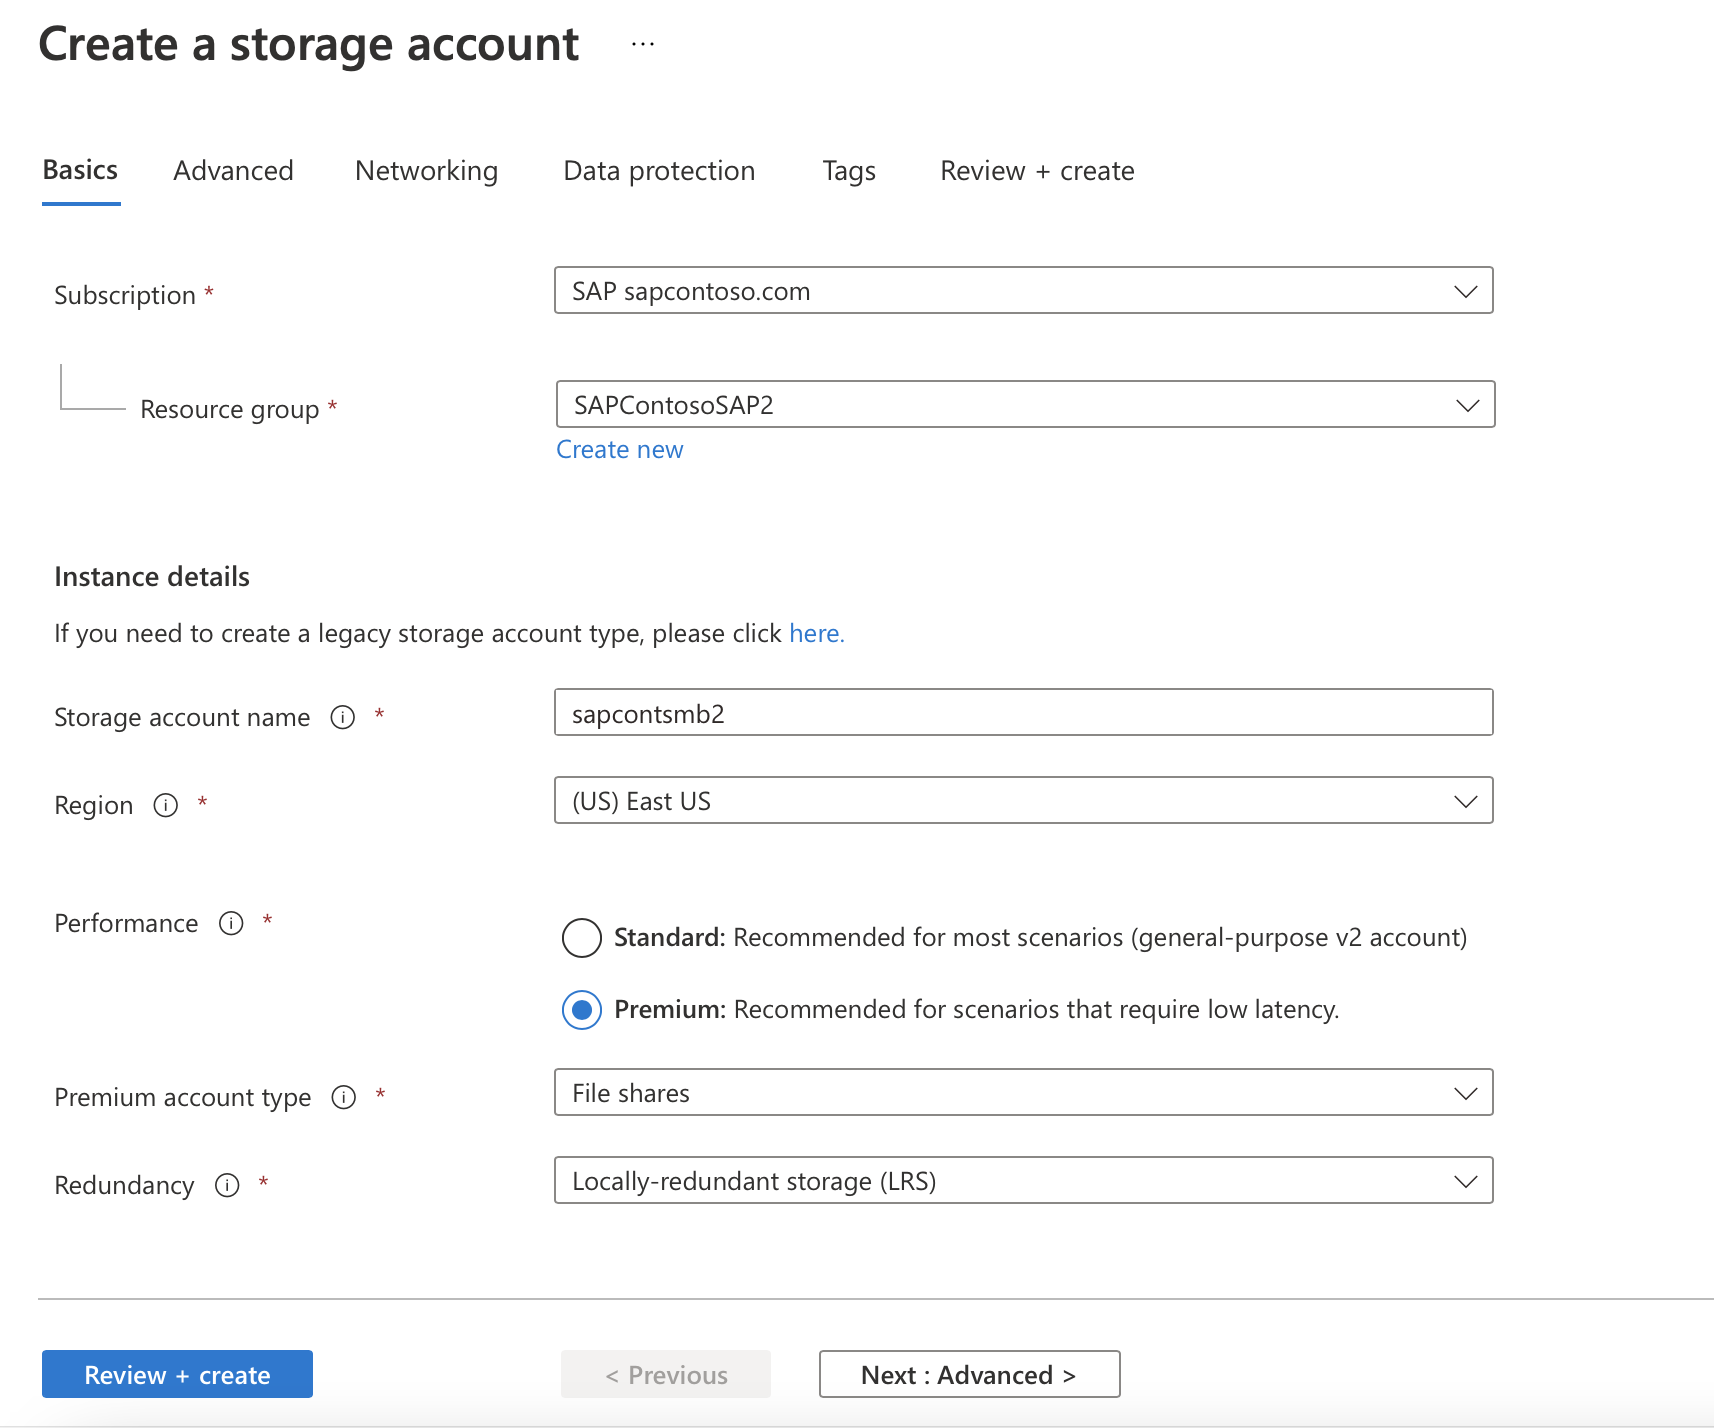 Create a storage account ...
Basics Advanced Networking Data protection Tags Review + create
Subscription * SAP sapcontoso.com
Resource group * SAPContosoSAP2
Create new
Instance details
If you need to create a legacy storage account type, please click here.
Storage account name i * sapcontsmb2
Region i * (US) East US
Performance i * Standard: Recommended for most scenarios (general-purpose v2 account)
Premium: Recommended for scenarios that require low latency.
Premium account type i * File shares
Redundancy i * Locally-redundant storage (LRS)
Review + create < Previous Next : Advanced >